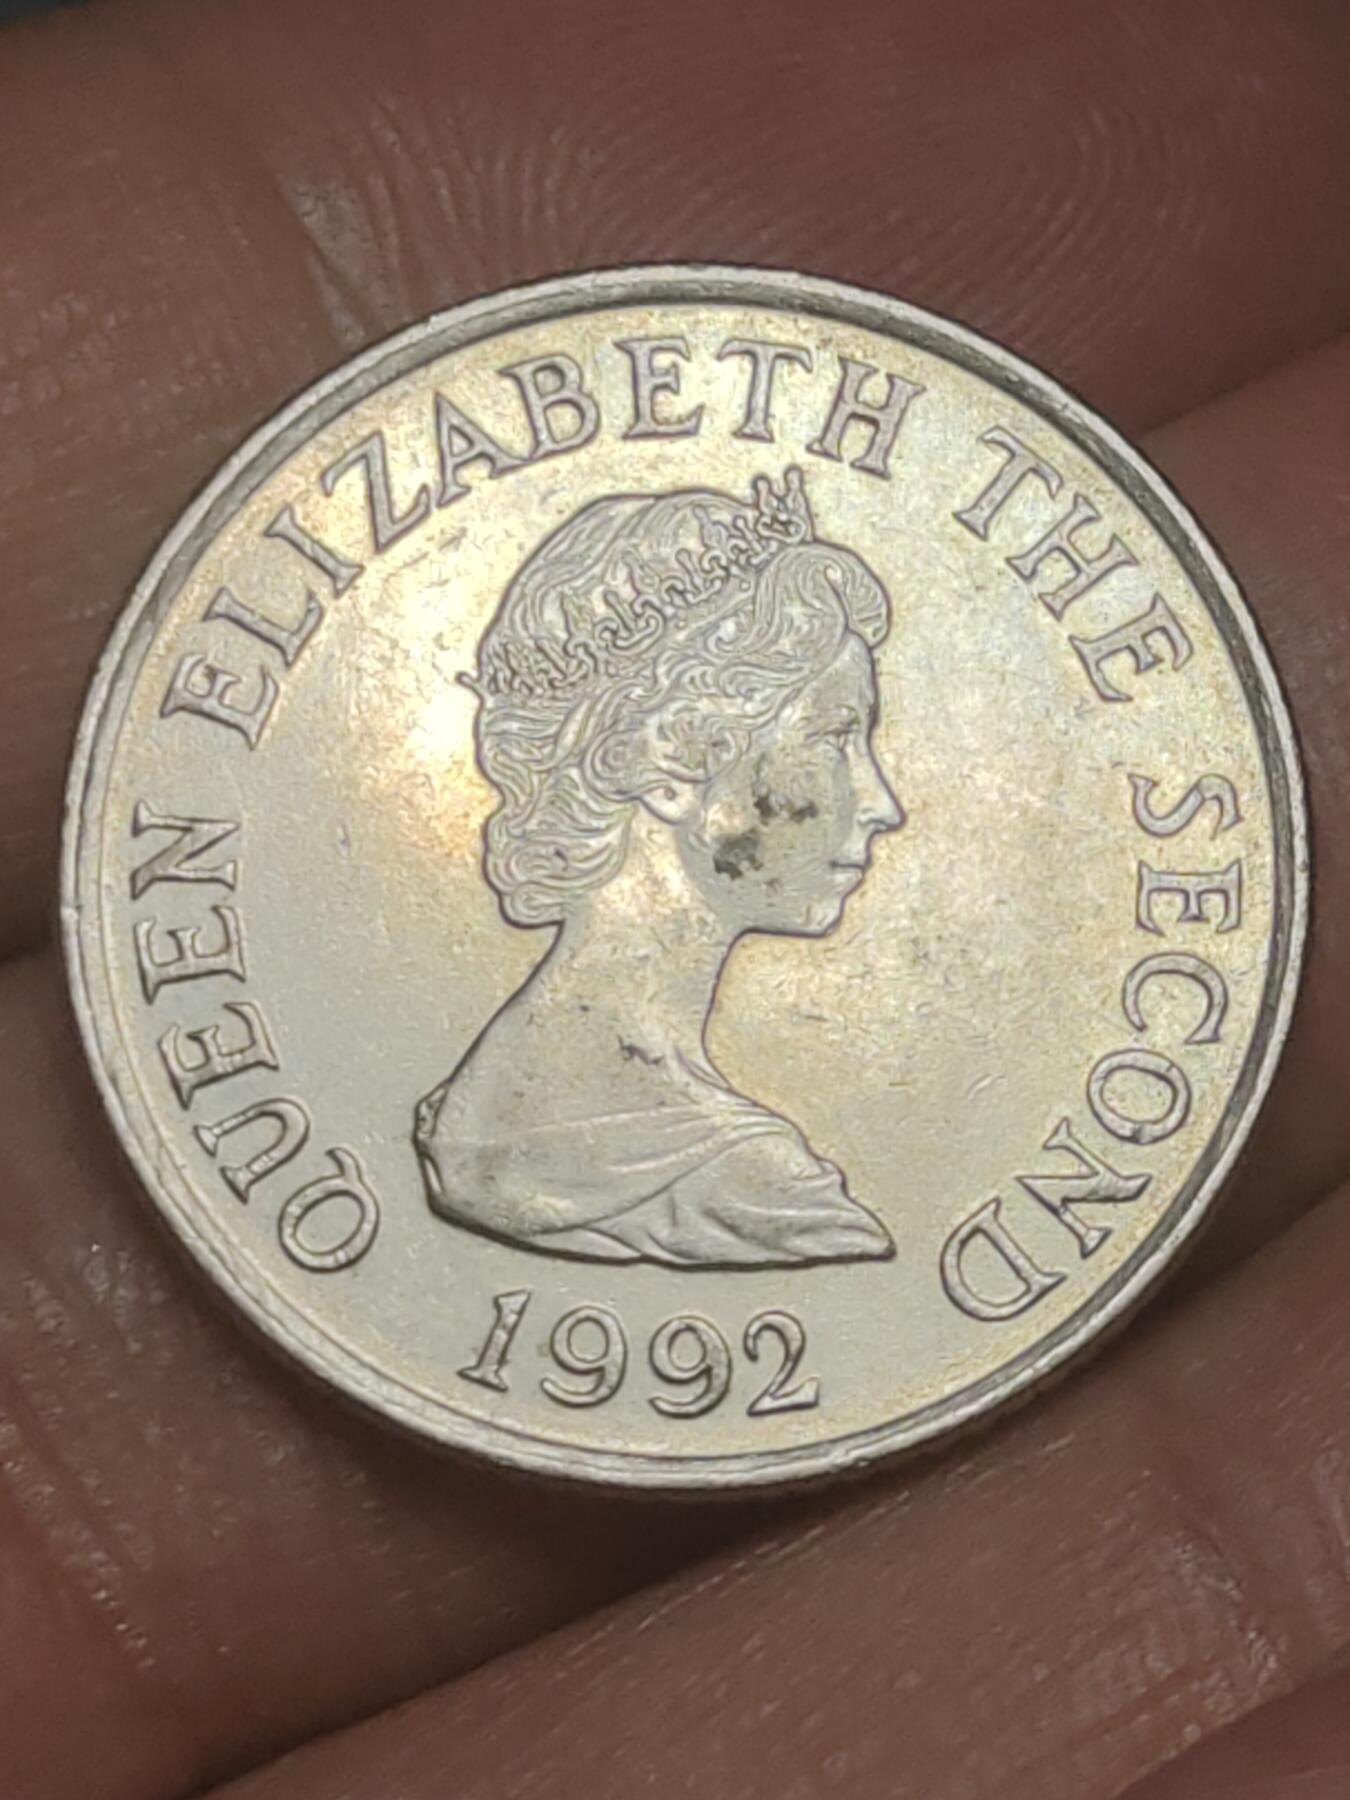 QUEEN ELIZABETH THE SECOND
1992